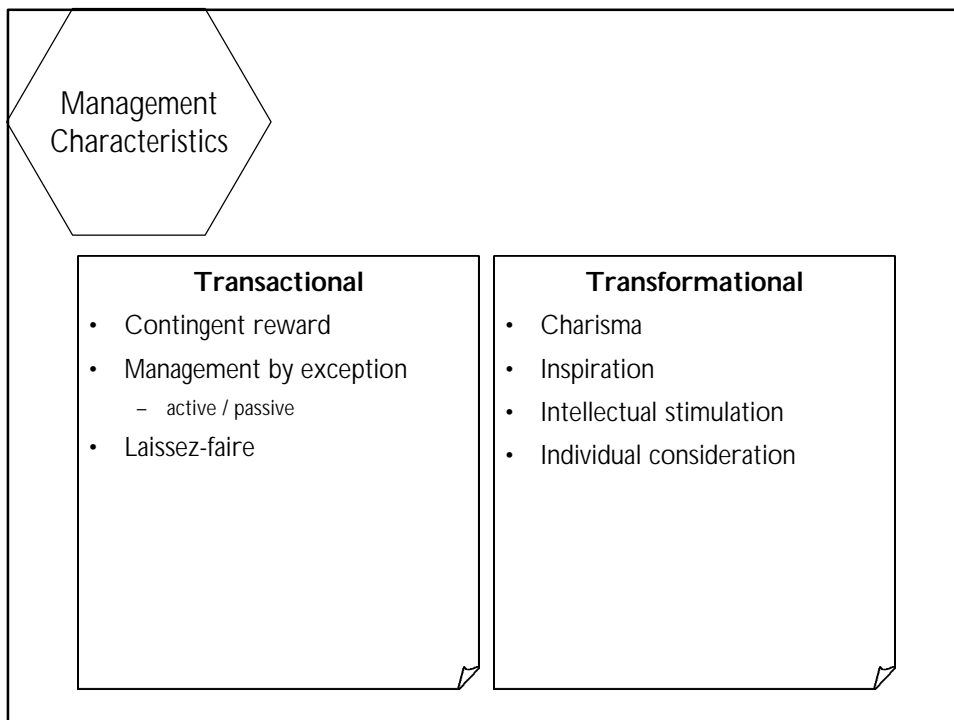 Management
Characteristics
Transactional
• Contingent reward
• Management by exception
– active / passive
• Laissez-faire
Transformational
• Charisma
• Inspiration
• Intellectual stimulation
• Individual consideration